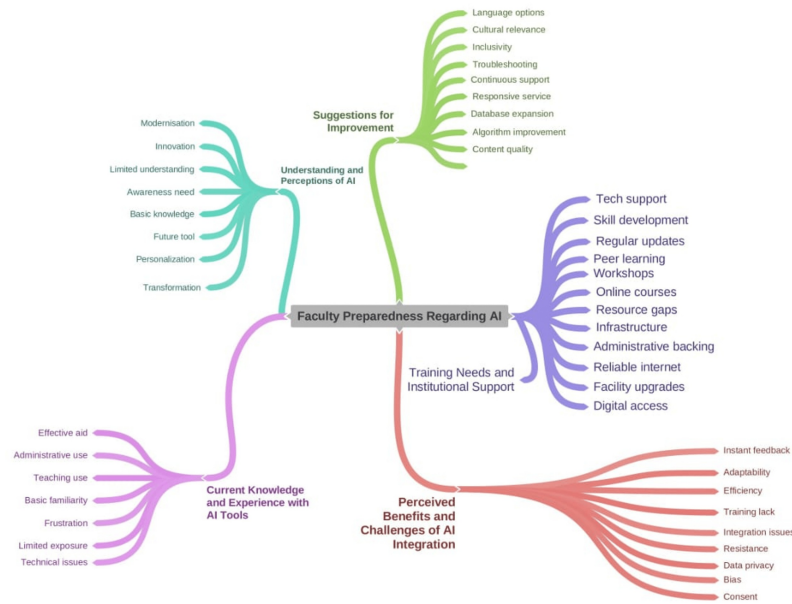 Language options
Cultural relevance
Inclusivity
Troubleshooting
Continuous support
Responsive service
Database expansion
Algorithm improvement
Content quality
Suggestions for
Improvement
Modernisation
Innovation
Limited understanding
Awareness need
Basic knowledge
Future tool
Personalization
Transformation
Understanding and
Perceptions of AI
Tech support
Skill development
Regular updates
Peer learning
Workshops
Online courses
Resource gaps
Infrastructure
Administrative backing
Reliable internet
Facility upgrades
Digital access
Faculty Preparedness Regarding AI
Training Needs and
Institutional Support
Effective aid
Administrative use
Teaching use
Basic familiarity
Frustration
Limited exposure
Technical issues
Current Knowledge
and Experience with
AI Tools
Perceived
Benefits and
Challenges of AI
Integration
Instant feedback
Adaptability
Efficiency
Training lack
Integration issues
Resistance
Data privacy
Bias
Consent